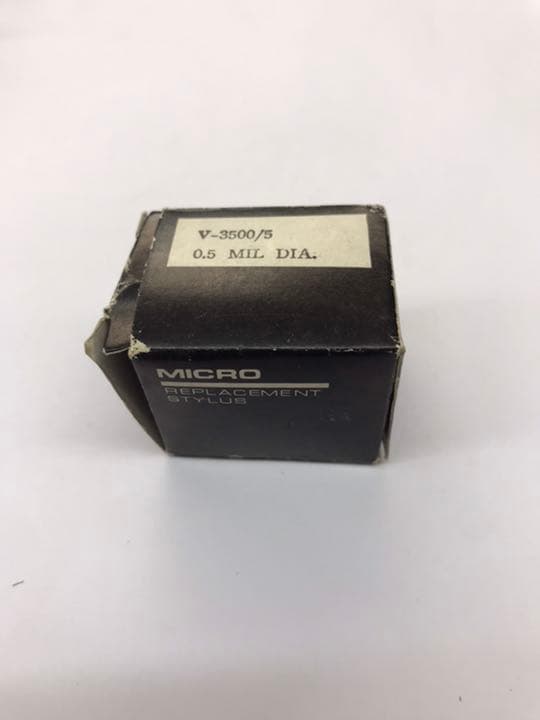 V-3500/5
0.5 MIL DIA.
MICRO
REPLACEMENT
STYLUS